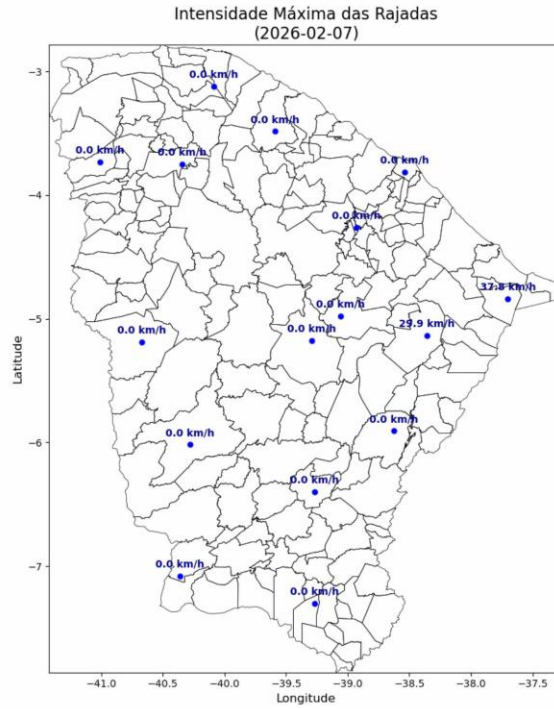 Intensidade Máxima das Rajadas
(2026-02-07)
−3
0.0 km/h
0.0 km/h
0.0 km/h
0.0 km/h
0.0 km/h
−4
0.0 km/h
37.8 km/h
0.0 km/h
29.9 km/h
−5
0.0 km/h
0.0 km/h
0.0 km/h
−6
0.0 km/h
0.0 km/h
−7
0.0 km/h
0.0 km/h
Latitude
−41.0 −40.5 −40.0 −39.5 −39.0 −38.5 −38.0 −37.5
Longitude